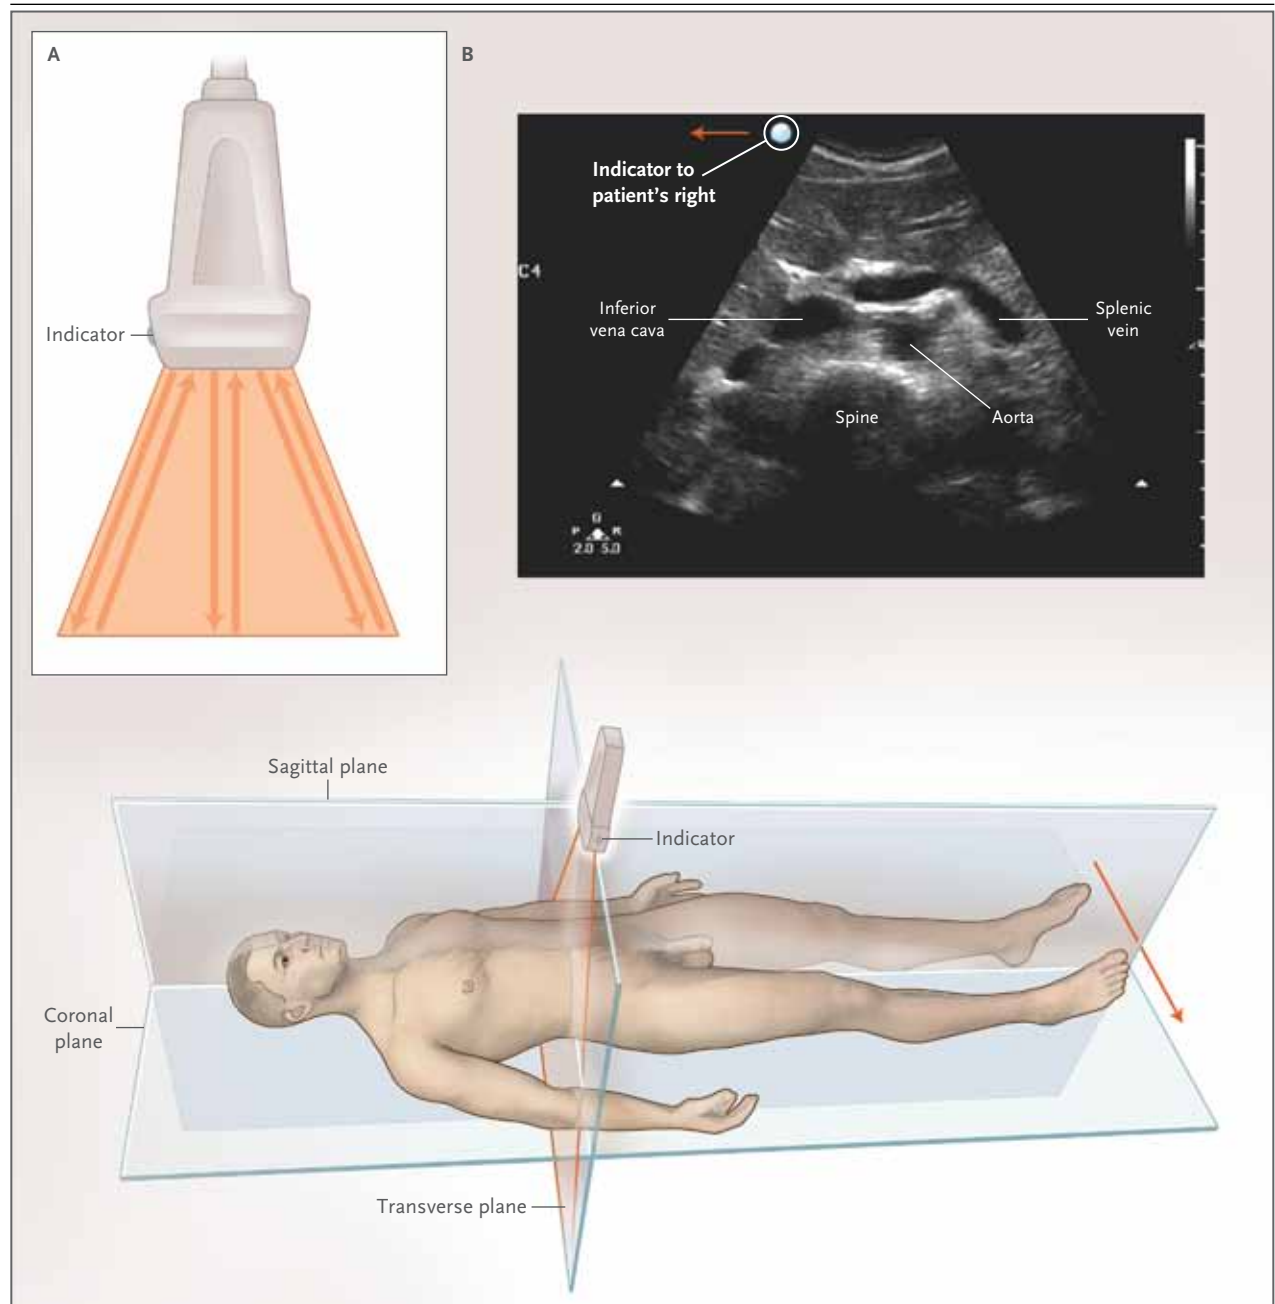 A
B
Indicator
Indicator to
patient's right
C4
Inferior
vena cava
Splenic
vein
Spine
Aorta
G
P R
2.0 5.0
Sagittal plane
Indicator
Coronal
plane
Transverse plane